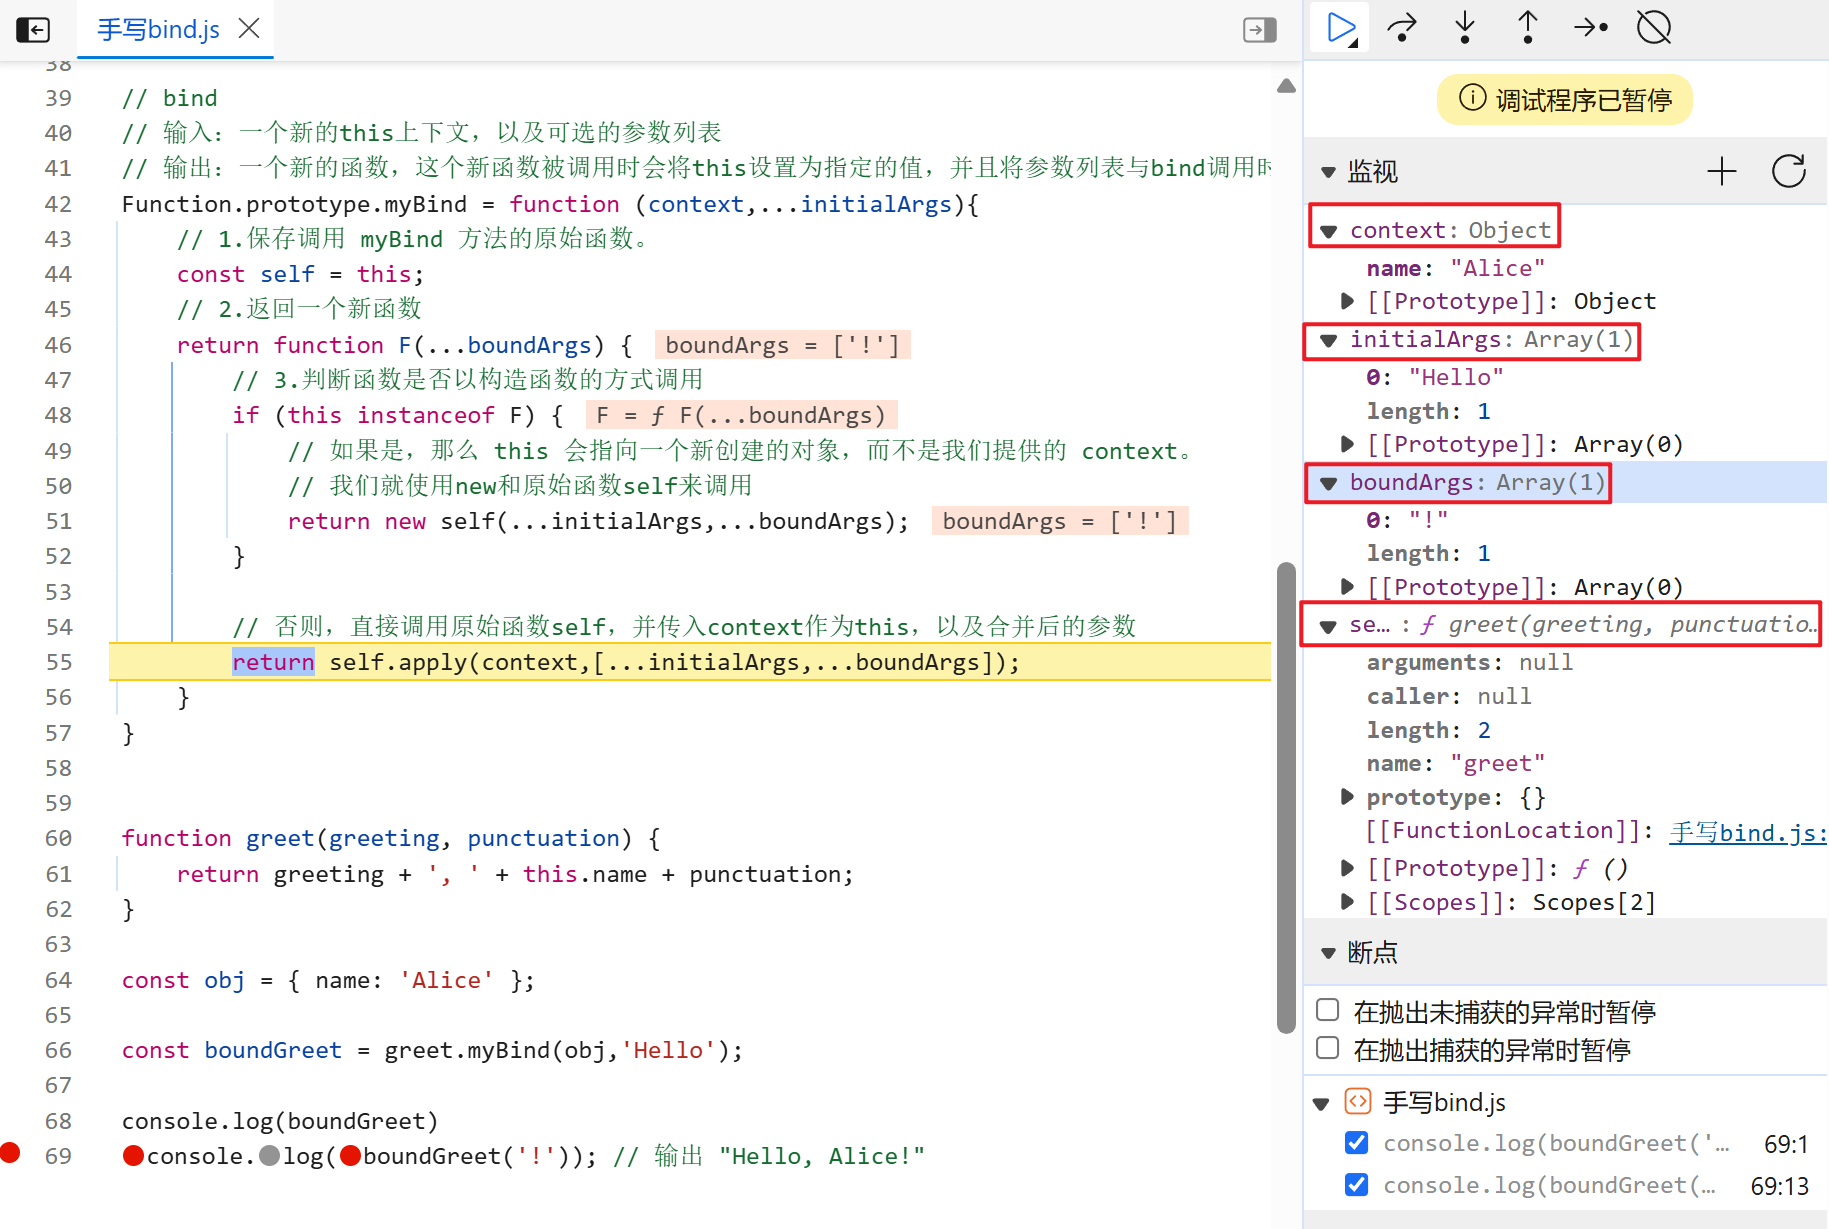 手写bind.js
38
39 // bind
40 // 输入：一个新的this上下文，以及可选的参数列表
41 // 输出：一个新的函数，这个新函数被调用时会将this设置为指定的值，并且将参数列表与bind调用时
42 Function.prototype.myBind = function (context,...initialArgs){
43 // 1.保存调用 myBind 方法的原始函数。
44 const self = this;
45 // 2.返回一个新函数
46 return function F(...boundArgs) { boundArgs = ['!']
47 // 3.判断函数是否以构造函数的方式调用
48 if (this instanceof F) { F = ƒ F(...boundArgs)
49 // 如果是，那么 this 会指向一个新创建的对象，而不是我们提供的 context。
50 // 我们就使用new和原始函数self来调用
51 return new self(...initialArgs,...boundArgs); boundArgs = ['!']
52 }
53
54 // 否则，直接调用原始函数self，并传入context作为this，以及合并后的参数
55 return self.apply(context,[...initialArgs,...boundArgs]);
56 }
57 }
58
59
60 function greet(greeting, punctuation) {
61 return greeting + ', ' + this.name + punctuation;
62 }
63
64 const obj = { name: 'Alice' };
65
66 const boundGreet = greet.myBind(obj,'Hello');
67
68 console.log(boundGreet)
69 console.log(boundGreet('!')); // 输出 "Hello, Alice!"
调试程序已暂停
监视
context: Object
name: "Alice"
[[Prototype]]: Object
initialArgs: Array(1)
0: "Hello"
length: 1
[[Prototype]]: Array(0)
boundArgs: Array(1)
0: "!"
length: 1
[[Prototype]]: Array(0)
se… : ƒ greet(greeting, punctuatio…
arguments: null
caller: null
length: 2
name: "greet"
prototype: {}
[[FunctionLocation]]: 手写bind.js:
[[Prototype]]: ƒ ()
[[Scopes]]: Scopes[2]
断点
在抛出未捕获的异常时暂停
在抛出捕获的异常时暂停
手写bind.js
console.log(boundGreet('… 69:1
console.log(boundGreet(… 69:13